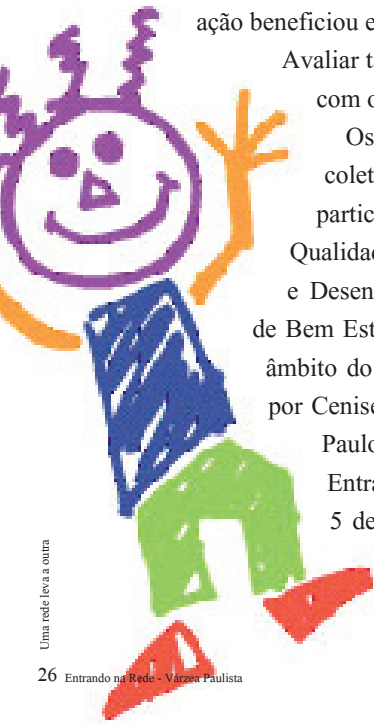 ação beneficiou e
Avaliar ta
com o
Os
colet
partic
Qualidad
e Desen
de Bem Est
âmbito do
por Cenise
Paulo
Entra
5 de
Uma rede leva a outra
26 Entrando na Rede - Várzea Paulista